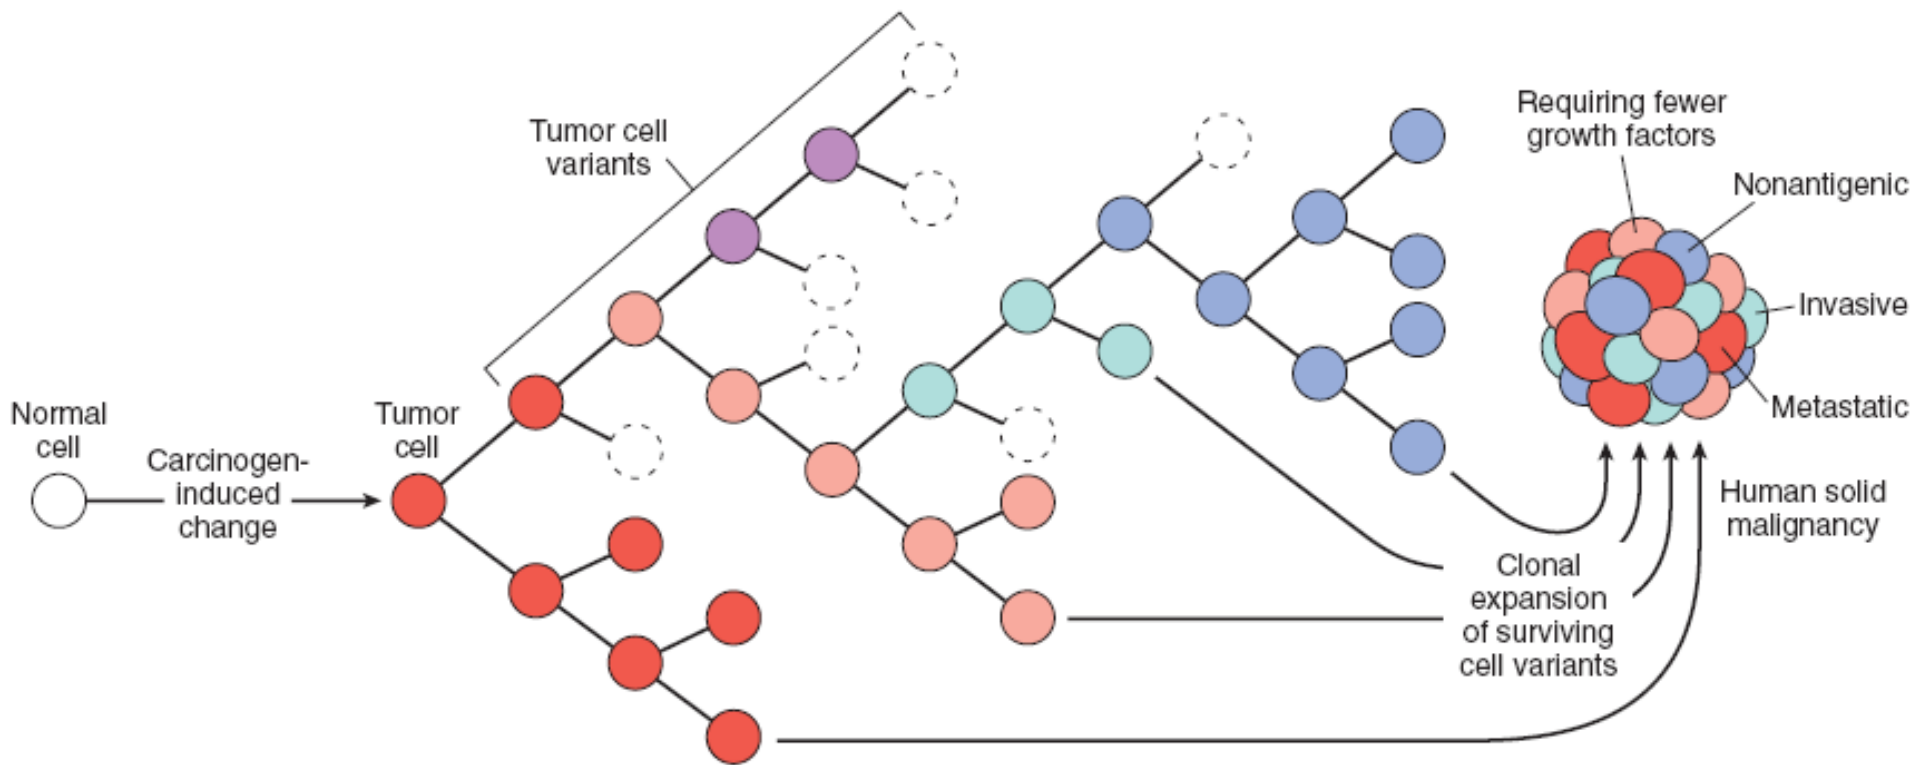 Normal
cell
Carcinogen-
induced
change
Tumor
cell
Tumor cell
variants
Requiring fewer
growth factors
Nonantigenic
Invasive
Metastatic
Human solid
malignancy
Clonal
expansion
of surviving
cell variants